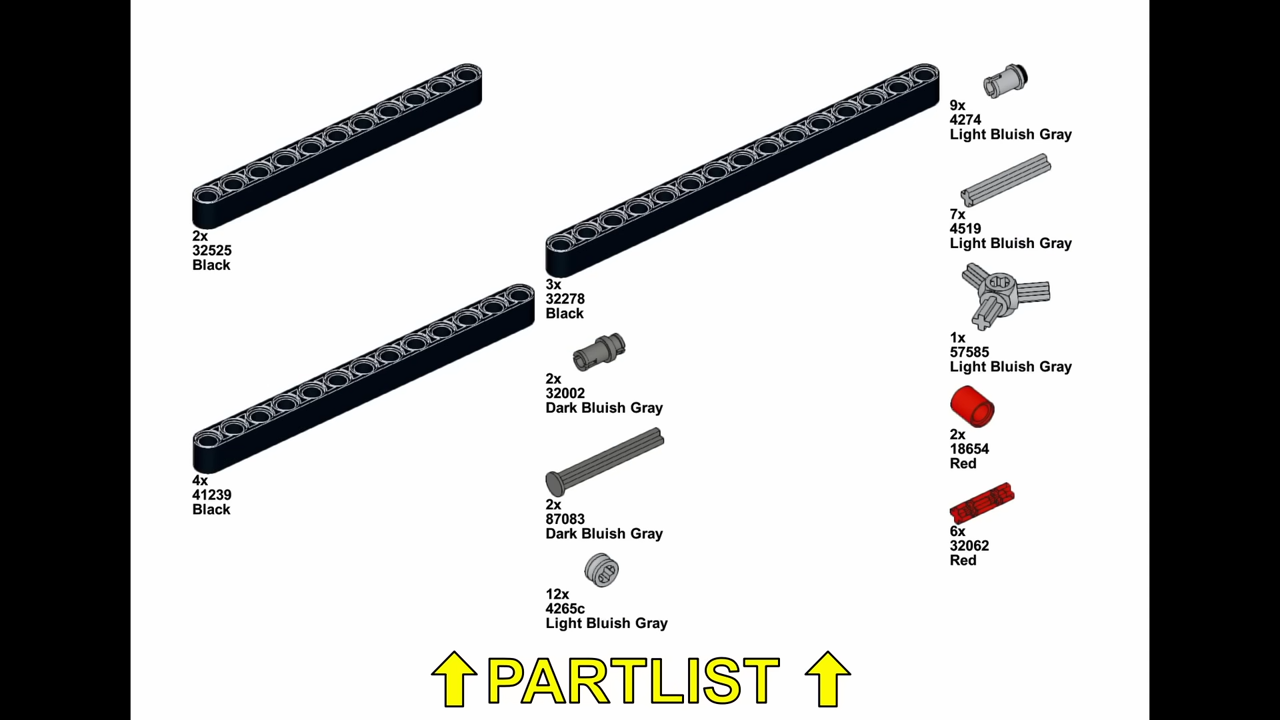 2x
32525
Black
4x
41239
Black
3x
32278
Black
2x
32002
Dark Bluish Gray
2x
87083
Dark Bluish Gray
12x
4265c
Light Bluish Gray
9x
4274
Light Bluish Gray
7x
4519
Light Bluish Gray
1x
57585
Light Bluish Gray
2x
18654
Red
6x
32062
Red
PARTLIST